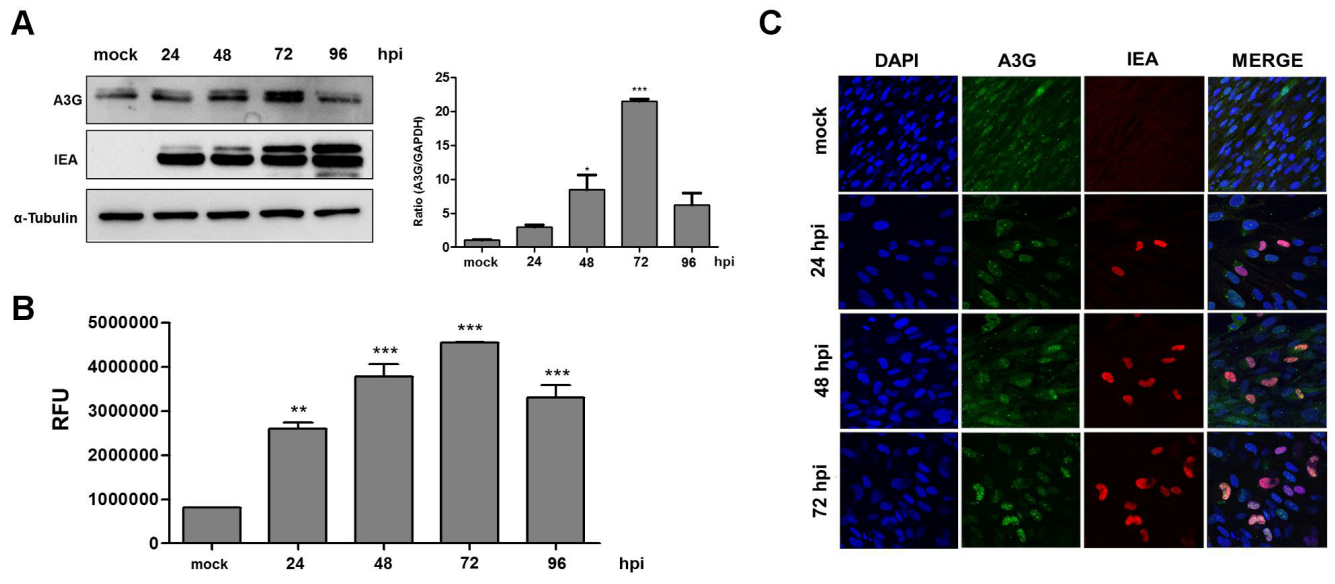 A
mock 24 48 72 96 hpi
A3G
IEA
α-Tubulin
Ratio (A3G/GAPDH)
25
20
15
10
5
0
*
***
mock 24 48 72 96 hpi
B
RFU
5000000
4000000
3000000
2000000
1000000
0
**
***
***
***
mock 24 48 72 96 hpi
C
DAPI A3G IEA MERGE
mock
24 hpi
48 hpi
72 hpi